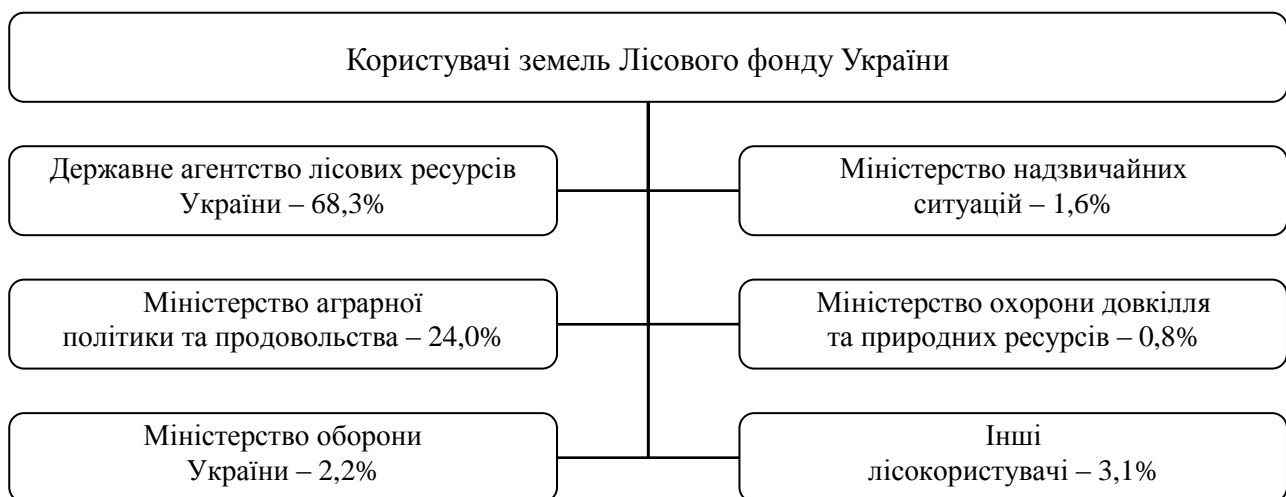 Користувачі земель Лісового фонду України
Державне агентство лісових ресурсів
України – 68,3%
Міністерство надзвичайних
ситуацій – 1,6%
Міністерство аграрної
політики та продовольства – 24,0%
Міністерство охорони довкілля
та природних ресурсів – 0,8%
Міністерство оборони
України – 2,2%
Інші
лісокористувачі – 3,1%